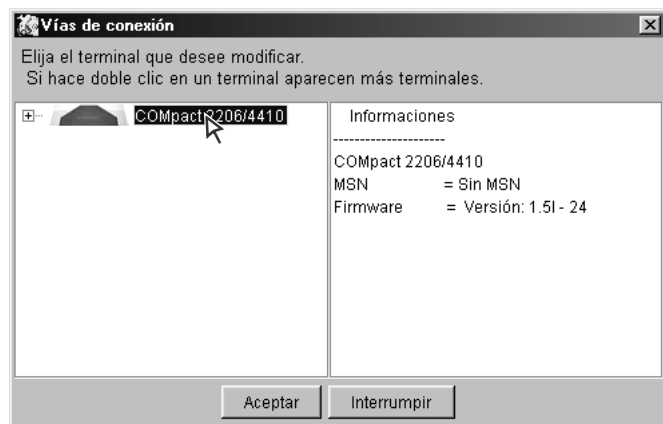 Vías de conexión
Elija el terminal que desee modificar.
Si hace doble clic en un terminal aparecen más terminales.
COMpact 2206/4410
Informaciones
---------------------
COMpact 2206/4410
MSN = Sin MSN
Firmware = Versión: 1.5I - 24
Aceptar
Interrumpir